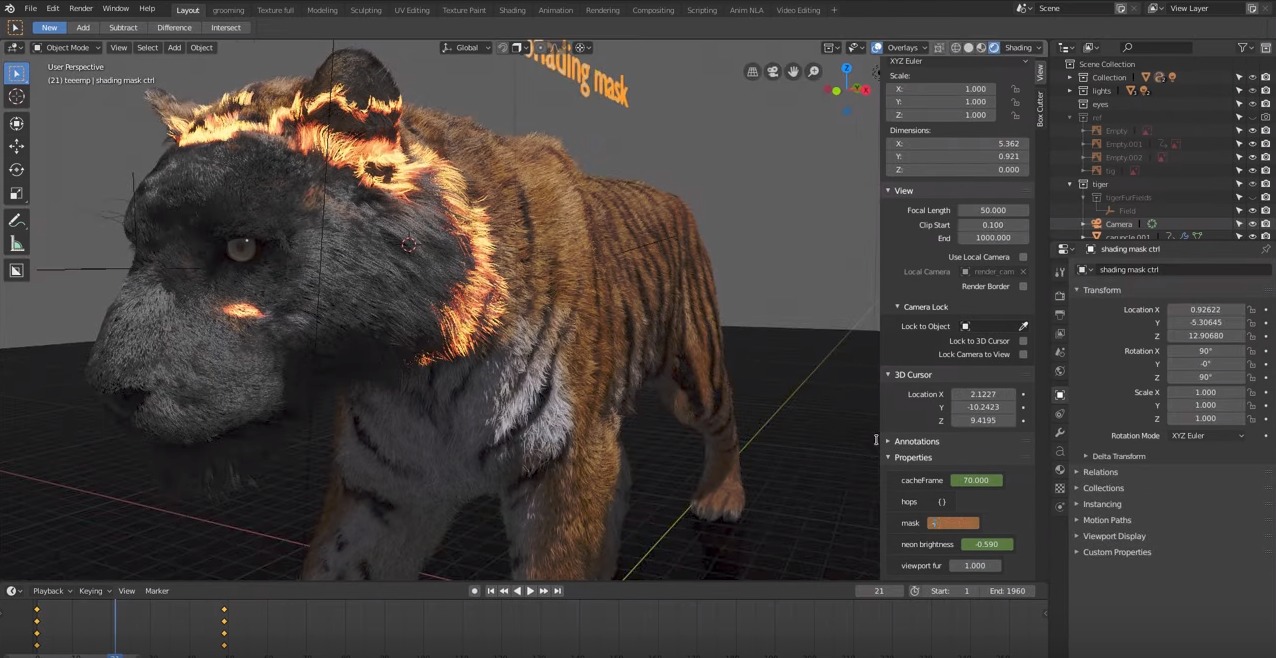 File Edit Render Window Help Layout grooming Texture full Modeling Sculpting UV Editing Texture Paint Shading Animation Rendering Compositing Scripting Anim NLA Video Editing + Scene View Layer
New Add Subtract Difference Intersect
Object Mode View Select Add Object Global Overlays Shading
User Perspective
(21) teeemp | shading mask ctrl
shading mask
XYZ Euler
Scale:
X: 1.000
Y: 1.000
Z: 1.000
Dimensions:
X: 5.362
Y: 0.921
Z: 0.000
View
Focal Length 50.000
Clip Start 0.100
End 1000.000
Use Local Camera
Local Camera render_cam
Render Border
Camera Lock
Lock to Object
Lock to 3D Cursor
Lock Camera to View
3D Cursor
Location X 2.1227
Y -10.2423
Z 9.4195
Annotations
Properties
cacheFrame 70.000
hops { }
mask
neon brightness -0.590
viewport fur 1.000
View
Box Cutter
Scene Collection
Collection
lights
eyes
ref
Empty
Empty.001
Empty.002
tig
tiger
tigerFurFields
Field
Camera
caruncle.001
shading mask ctrl
shading mask ctrl
Transform
Location X 0.92622
Y -5.30645
Z 12.90680
Rotation X 90°
Y -0°
Z 90°
Scale X 1.000
Y 1.000
Z 1.000
Rotation Mode XYZ Euler
Delta Transform
Relations
Collections
Instancing
Motion Paths
Viewport Display
Custom Properties
Playback Keying View Marker 21 Start: 1 End: 1960